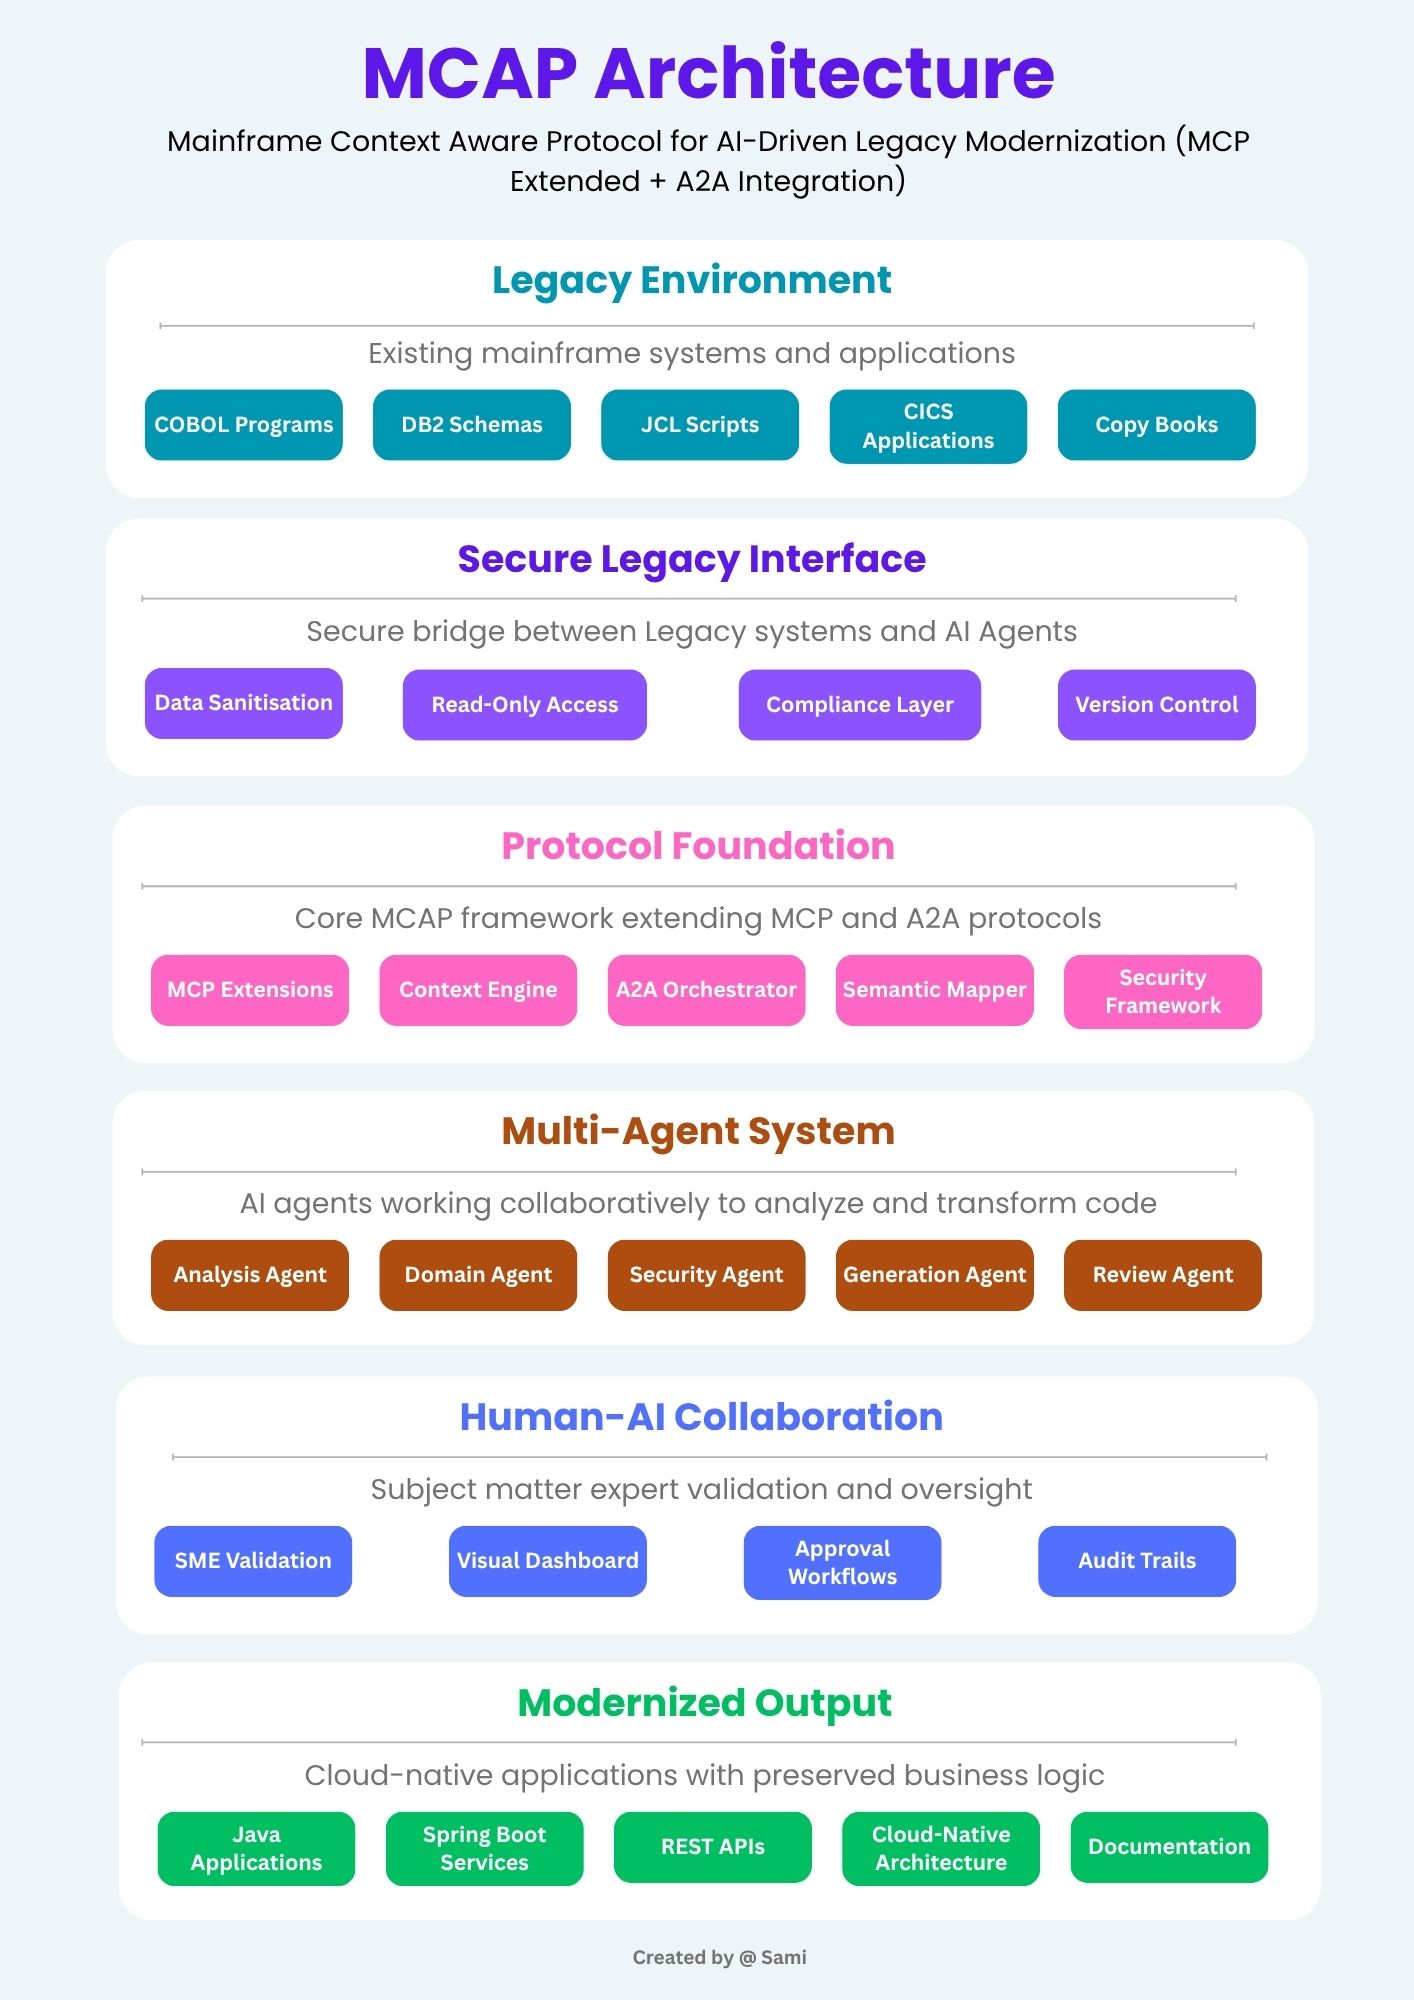 MCAP Architecture
Mainframe Context Aware Protocol for AI-Driven Legacy Modernization (MCP
Extended + A2A Integration)
Legacy Environment
Existing mainframe systems and applications
COBOL Programs
DB2 Schemas
JCL Scripts
CICS
Applications
Copy Books
Secure Legacy Interface
Secure bridge between Legacy systems and AI Agents
Data Sanitisation
Read-Only Access
Compliance Layer
Version Control
Protocol Foundation
Core MCAP framework extending MCP and A2A protocols
MCP Extensions
Context Engine
A2A Orchestrator
Semantic Mapper
Security
Framework
Multi-Agent System
AI agents working collaboratively to analyze and transform code
Analysis Agent
Domain Agent
Security Agent
Generation Agent
Review Agent
Human-AI Collaboration
Subject matter expert validation and oversight
SME Validation
Visual Dashboard
Approval
Workflows
Audit Trails
Modernized Output
Cloud-native applications with preserved business logic
Java
Applications
Spring Boot
Services
REST APIs
Cloud-Native
Architecture
Documentation
Created by @ Sami